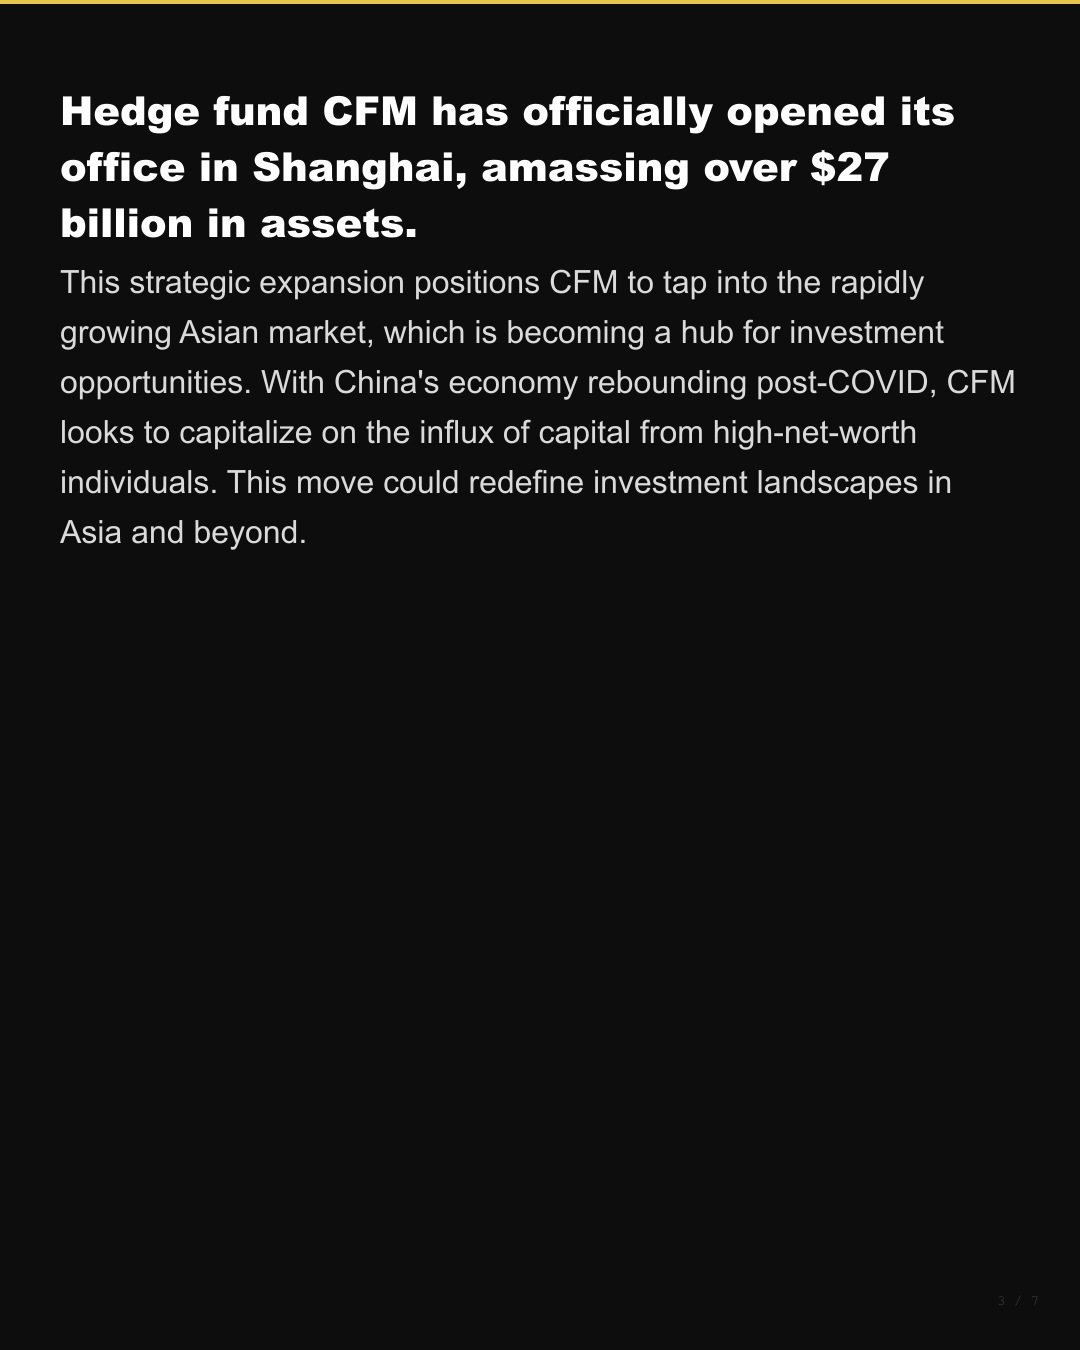 Hedge fund CFM has officially opened its
office in Shanghai, amassing over $27
billion in assets.
This strategic expansion positions CFM to tap into the rapidly
growing Asian market, which is becoming a hub for investment
opportunities. With China's economy rebounding post-COVID, CFM
looks to capitalize on the influx of capital from high-net-worth
individuals. This move could redefine investment landscapes in
Asia and beyond.
3 / 7